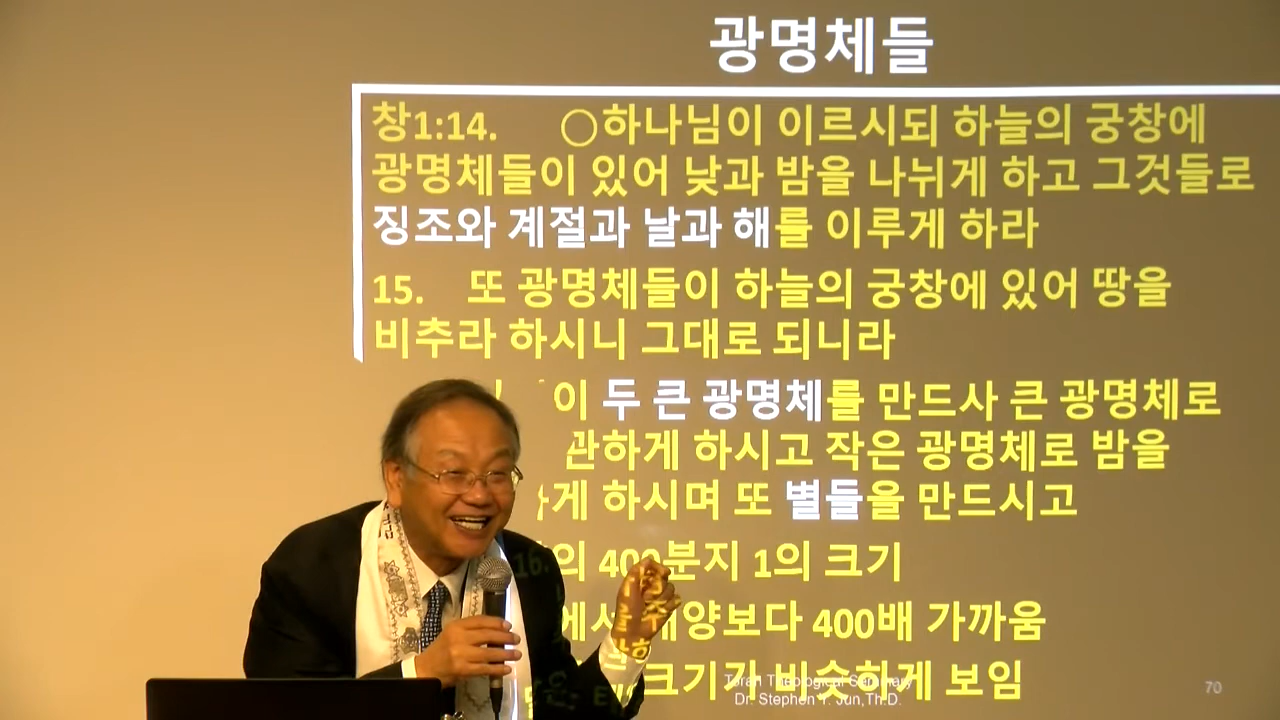 광명체들
창1:14. ○하나님이 이르시되 하늘의 궁창에
광명체들이 있어 낮과 밤을 나뉘게 하고 그것들로
징조와 계절과 날과 해를 이루게 하라
15. 또 광명체들이 하늘의 궁창에 있어 땅을
비추라 하시니 그대로 되니라
16.
이 두 큰 광명체를 만드사 큰 광명체로
관하게 하시고 작은 광명체로 밤을
게 하시며 또 별들을 만드시고
의 400분지 1의 크기
에서 태양보다 400배 가까움
크기가 비슷하게 보임
Torah Theological Seminary
Dr. Stephen Y. Jun,Th.D.
70